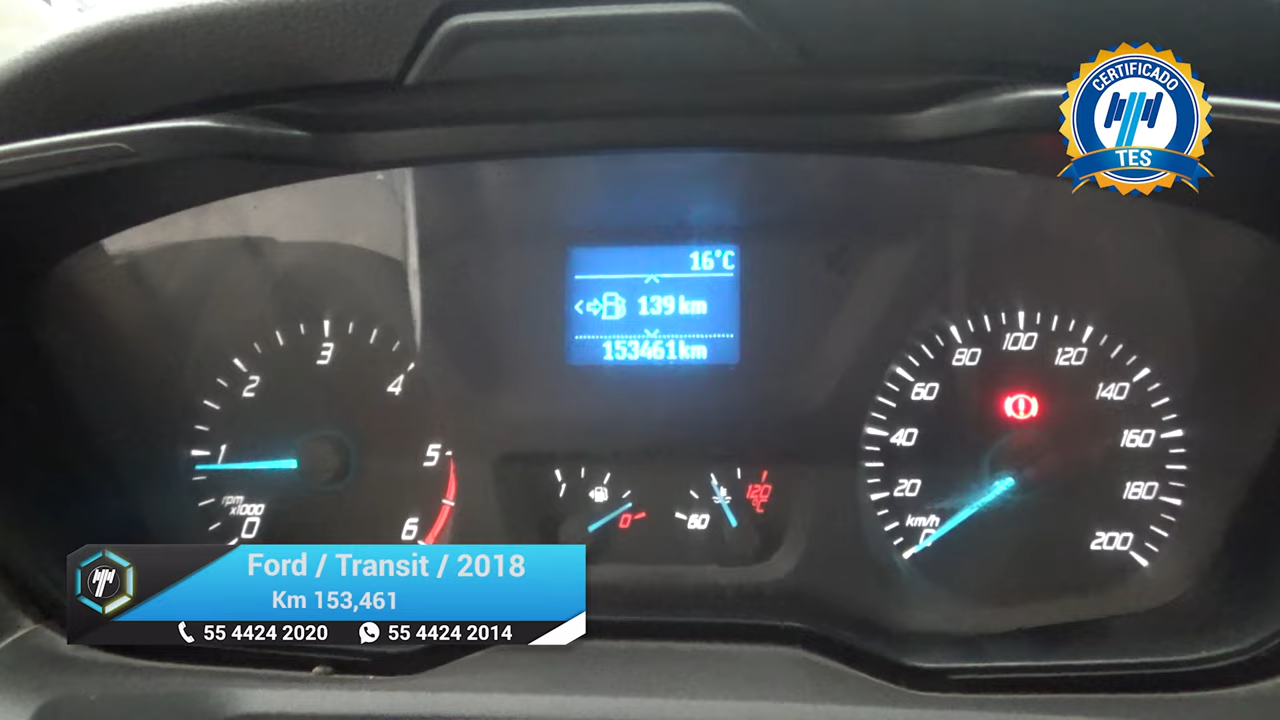 CERTIFICADO
TES
16°C
139 km
153461km
1
2
3
4
5
6
0
rpm
x1000
1
0
60
120
°C
0
20
40
60
80
100
120
140
160
180
200
km/h
Ford / Transit / 2018
Km 153,461
55 4424 2020 55 4424 2014